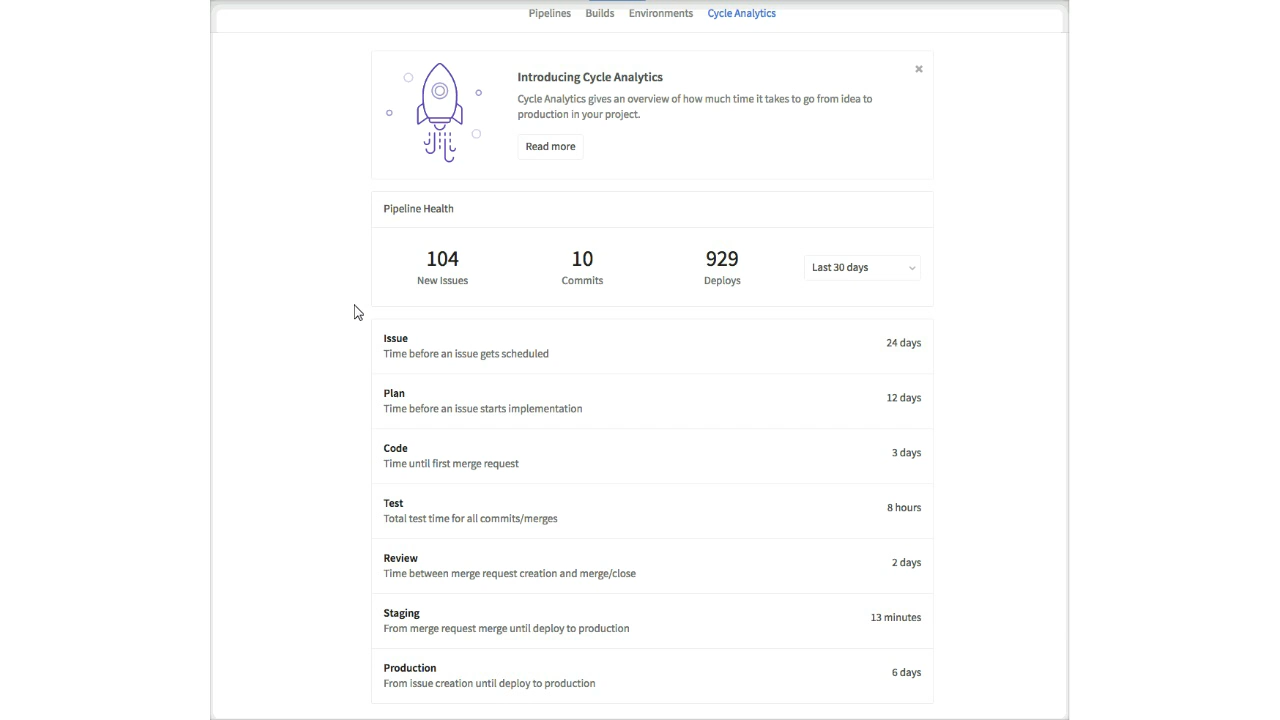 Pipelines Builds Environments Cycle Analytics
Introducing Cycle Analytics
Cycle Analytics gives an overview of how much time it takes to go from idea to
production in your project.
Read more
Pipeline Health
104 10 929
New Issues Commits Deploys
Last 30 days
Issue
Time before an issue gets scheduled
24 days
Plan
Time before an issue starts implementation
12 days
Code
Time until first merge request
3 days
Test
Total test time for all commits/merges
8 hours
Review
Time between merge request creation and merge/close
2 days
Staging
From merge request merge until deploy to production
13 minutes
Production
From issue creation until deploy to production
6 days